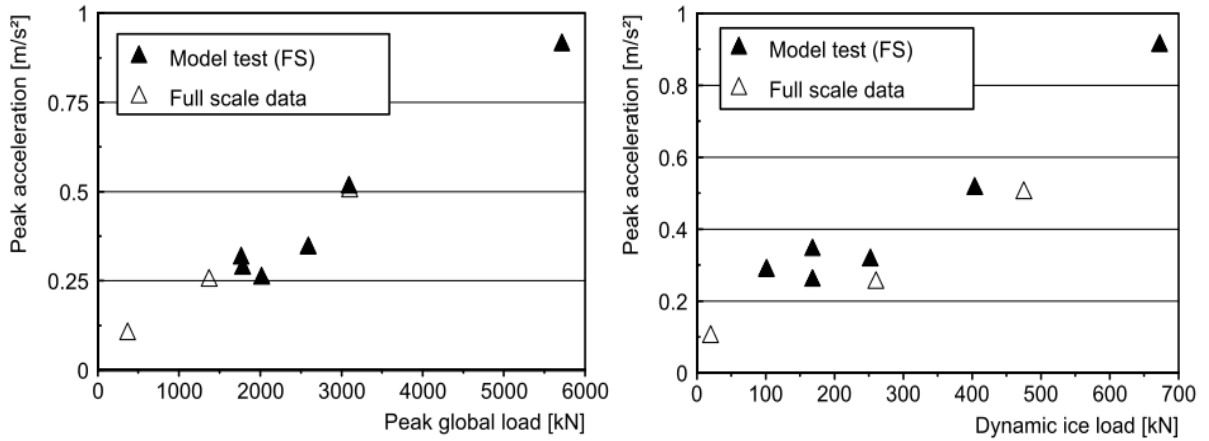 Peak acceleration [m/s²]
1
0.75
0.5
0.25
0
Model test (FS)
Full scale data
0 1000 2000 3000 4000 5000 6000
Peak global load [kN]
Peak acceleration [m/s²]
1
0.8
0.6
0.4
0.2
0
Model test (FS)
Full scale data
0 100 200 300 400 500 600 700
Dynamic ice load [kN]